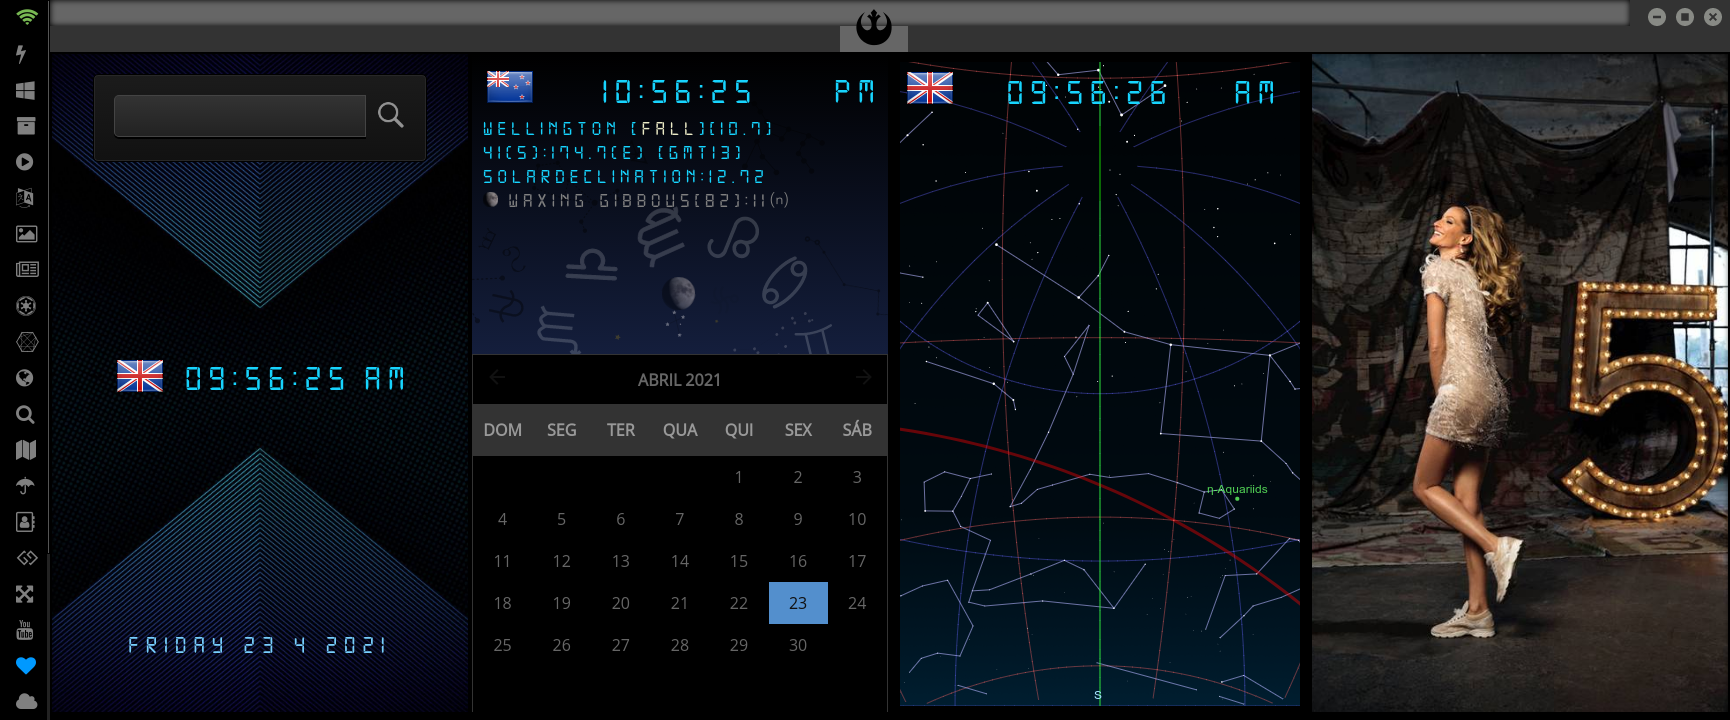 09:56:25 AM
FRIDAY 23 4 2021
10:56:25 PM
WELLINGTON [FALL][10.7]
41(S):174.7(E) [GMT13]
SOLARDECLINATION:12.72
WAXING GIBBOUS[82]:11(n)
ABRIL 2021
DOM SEG TER QUA QUI SEX SÁB
1 2 3
4 5 6 7 8 9 10
11 12 13 14 15 16 17
18 19 20 21 22 23 24
25 26 27 28 29 30
09:56:26 AM
η-Aquariids
S
5
You
Tube